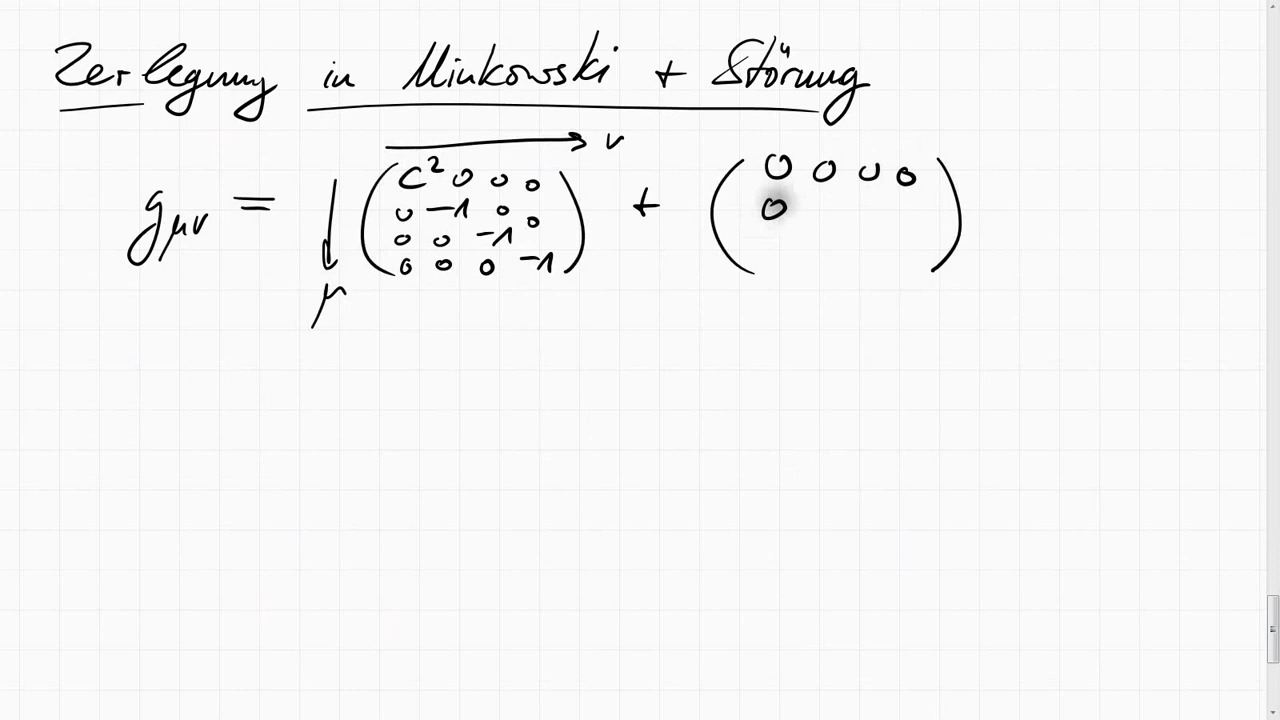 Zerlegung in Minkowski + Störung
ν
g μν = ( c² 0 0 0 ) + ( 0 0 0 0 )
0 -1 0 0 0
0 0 -1 0
0 0 0 -1
μ